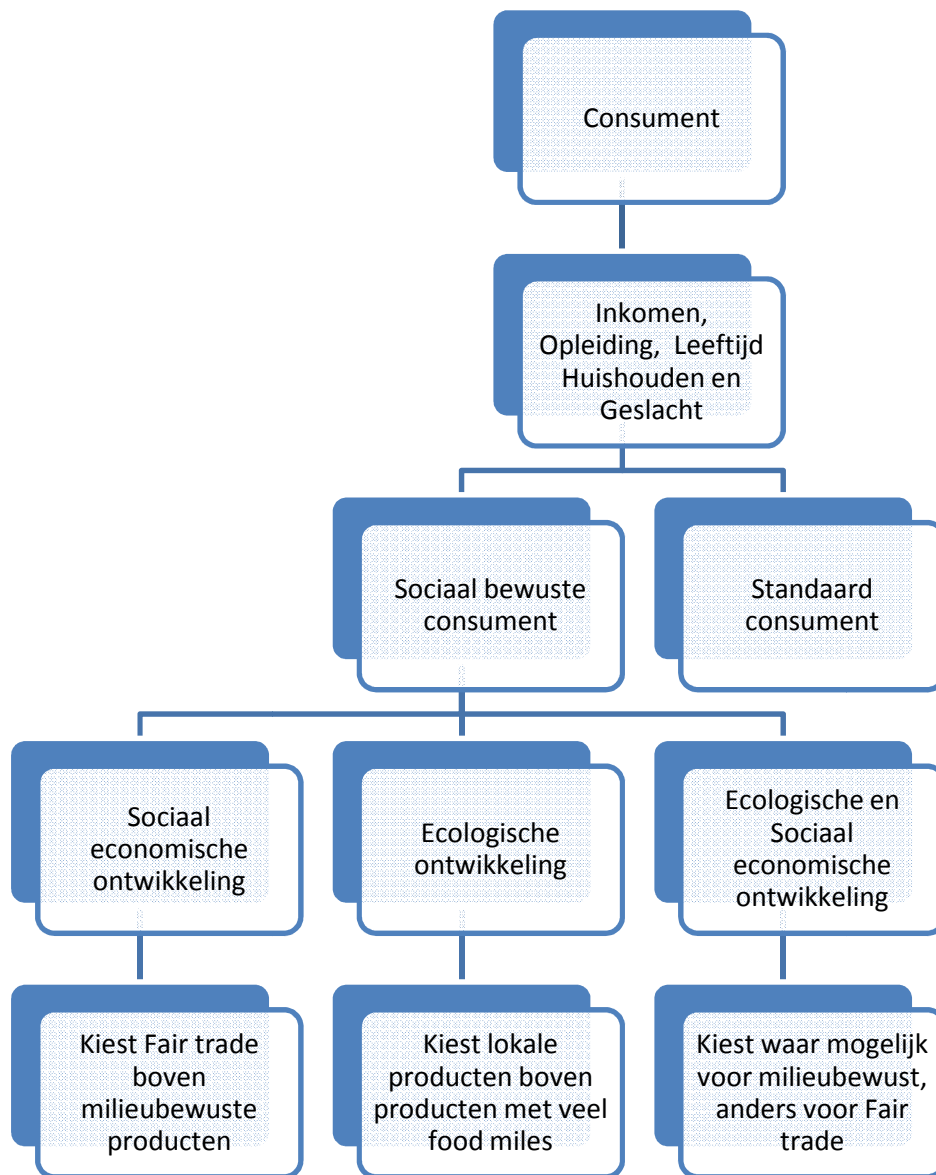 Consument
Inkomen,
Opleiding, Leeftijd
Huishouden en
Geslacht
Sociaal bewuste
consument
Standaard
consument
Sociaal
economische
ontwikkeling
Ecologische
ontwikkeling
Ecologische en
Sociaal
economische
ontwikkeling
Kiest Fair trade
boven
milieubewuste
producten
Kiest lokale
producten boven
producten met veel
food miles
Kiest waar mogelijk
voor milieubewust,
anders voor Fair
trade